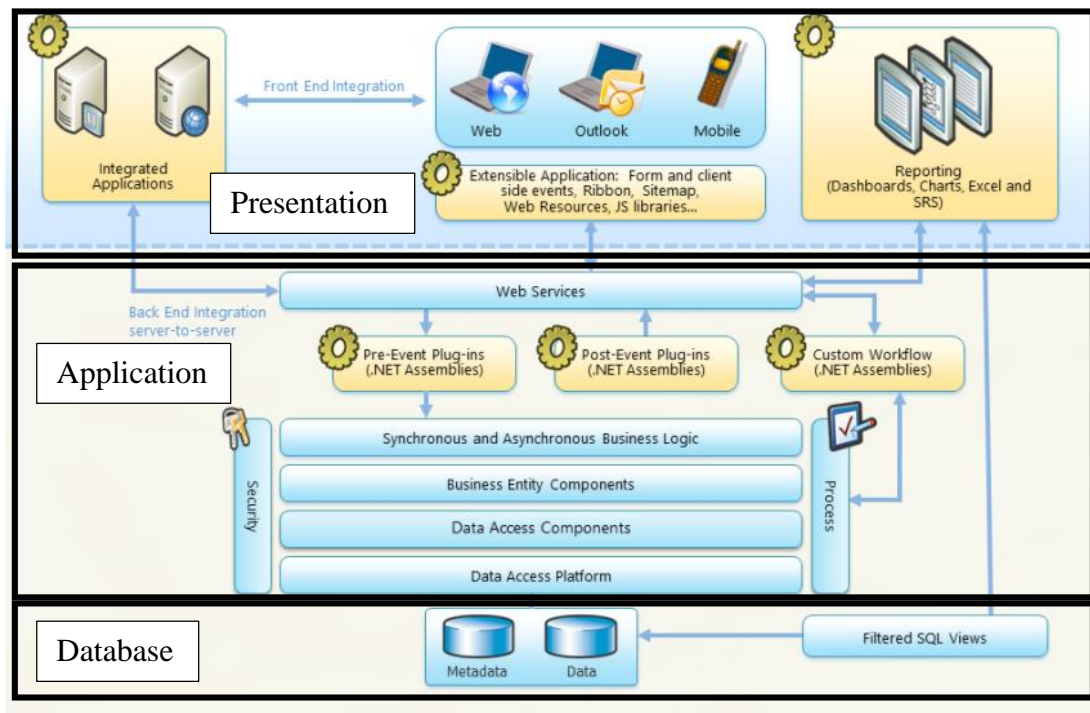 Front End Integration
Web
Outlook
Mobile
Integrated
Applications
Extensible Application: Form and client
side events, Ribbon, Sitemap,
Web Resources, JS libraries...
Reporting
(Dashboards, Charts, Excel and
SRS)
Presentation
Web Services
Back End Integration
server-to-server
Application
Pre-Event Plug-ins
(.NET Assemblies)
Post-Event Plug-ins
(.NET Assemblies)
Custom Workflow
(.NET Assemblies)
Security
Synchronous and Asynchronous Business Logic
Business Entity Components
Data Access Components
Data Access Platform
Process
Database
Metadata
Data
Filtered SQL Views